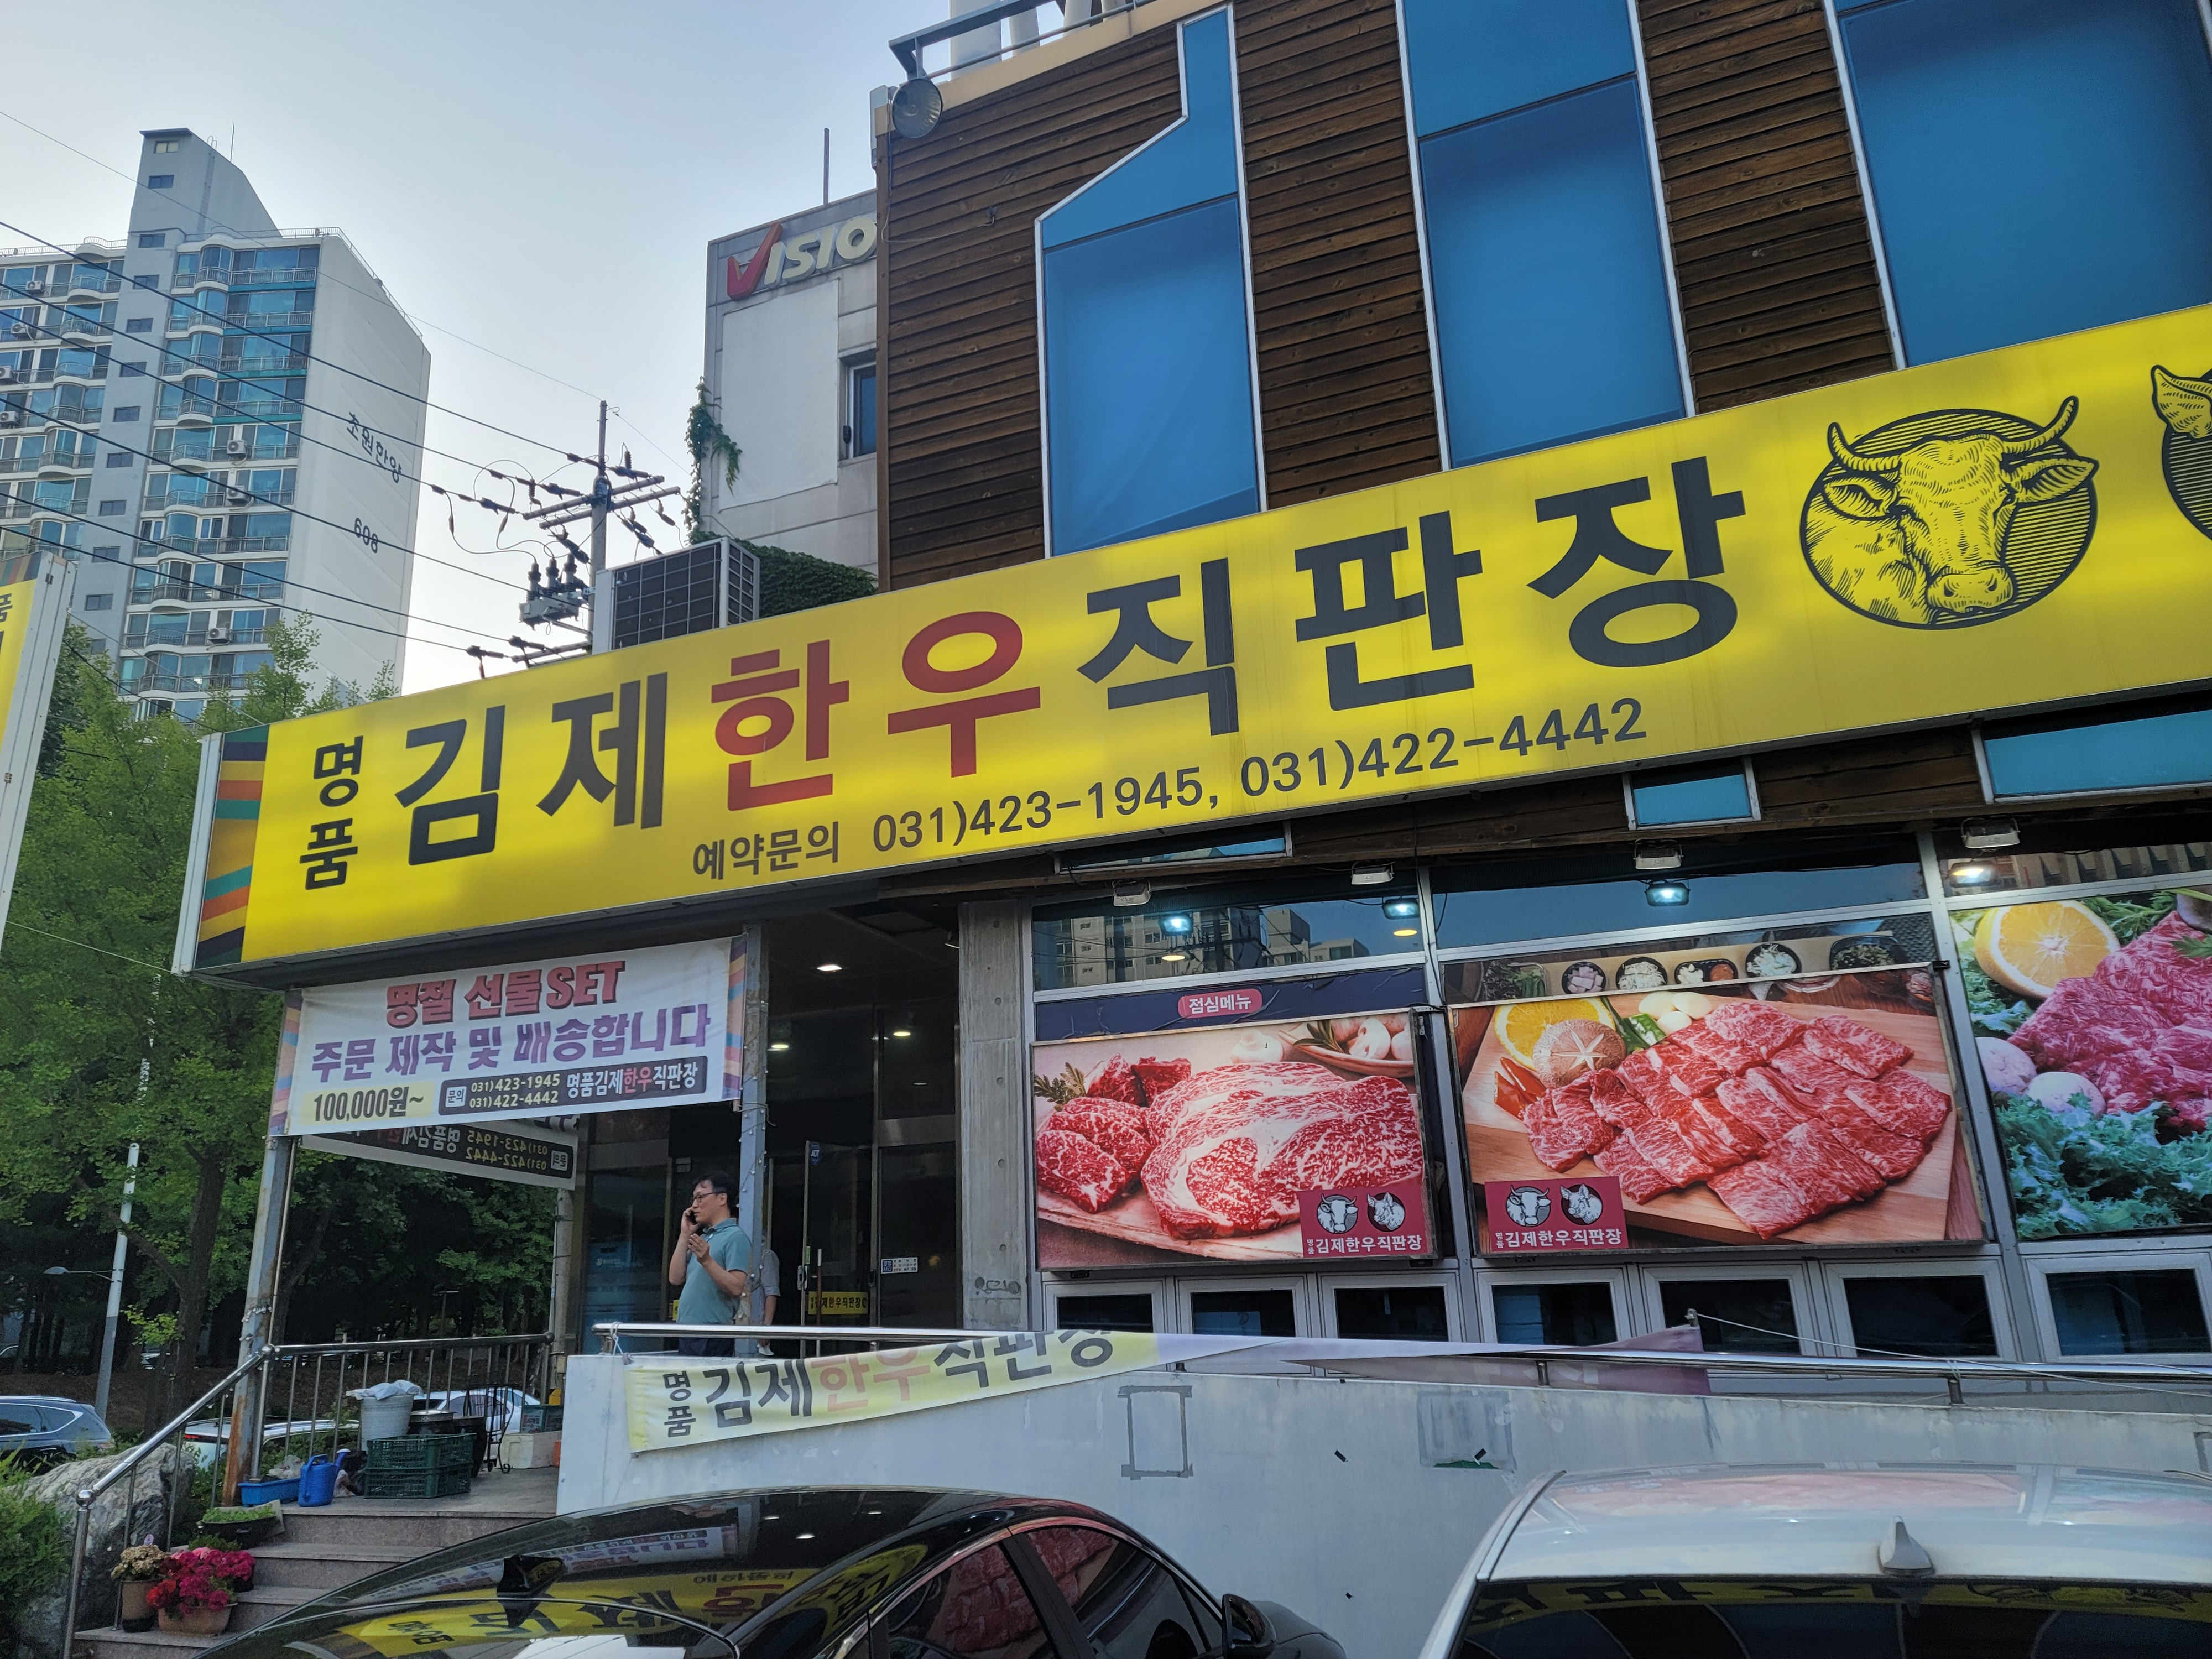 VISIO
초원한양
608
명품 김제한우직판장
예약문의 031)423-1945, 031)422-4442
명절 선물SET
주문 제작 및 배송합니다
100,000원~
문의 031)423-1945 031)422-4442 명품김제한우직판장
점심메뉴
명품 김제한우직판장
명품 김제한우직판장
명품 김제한우직판장